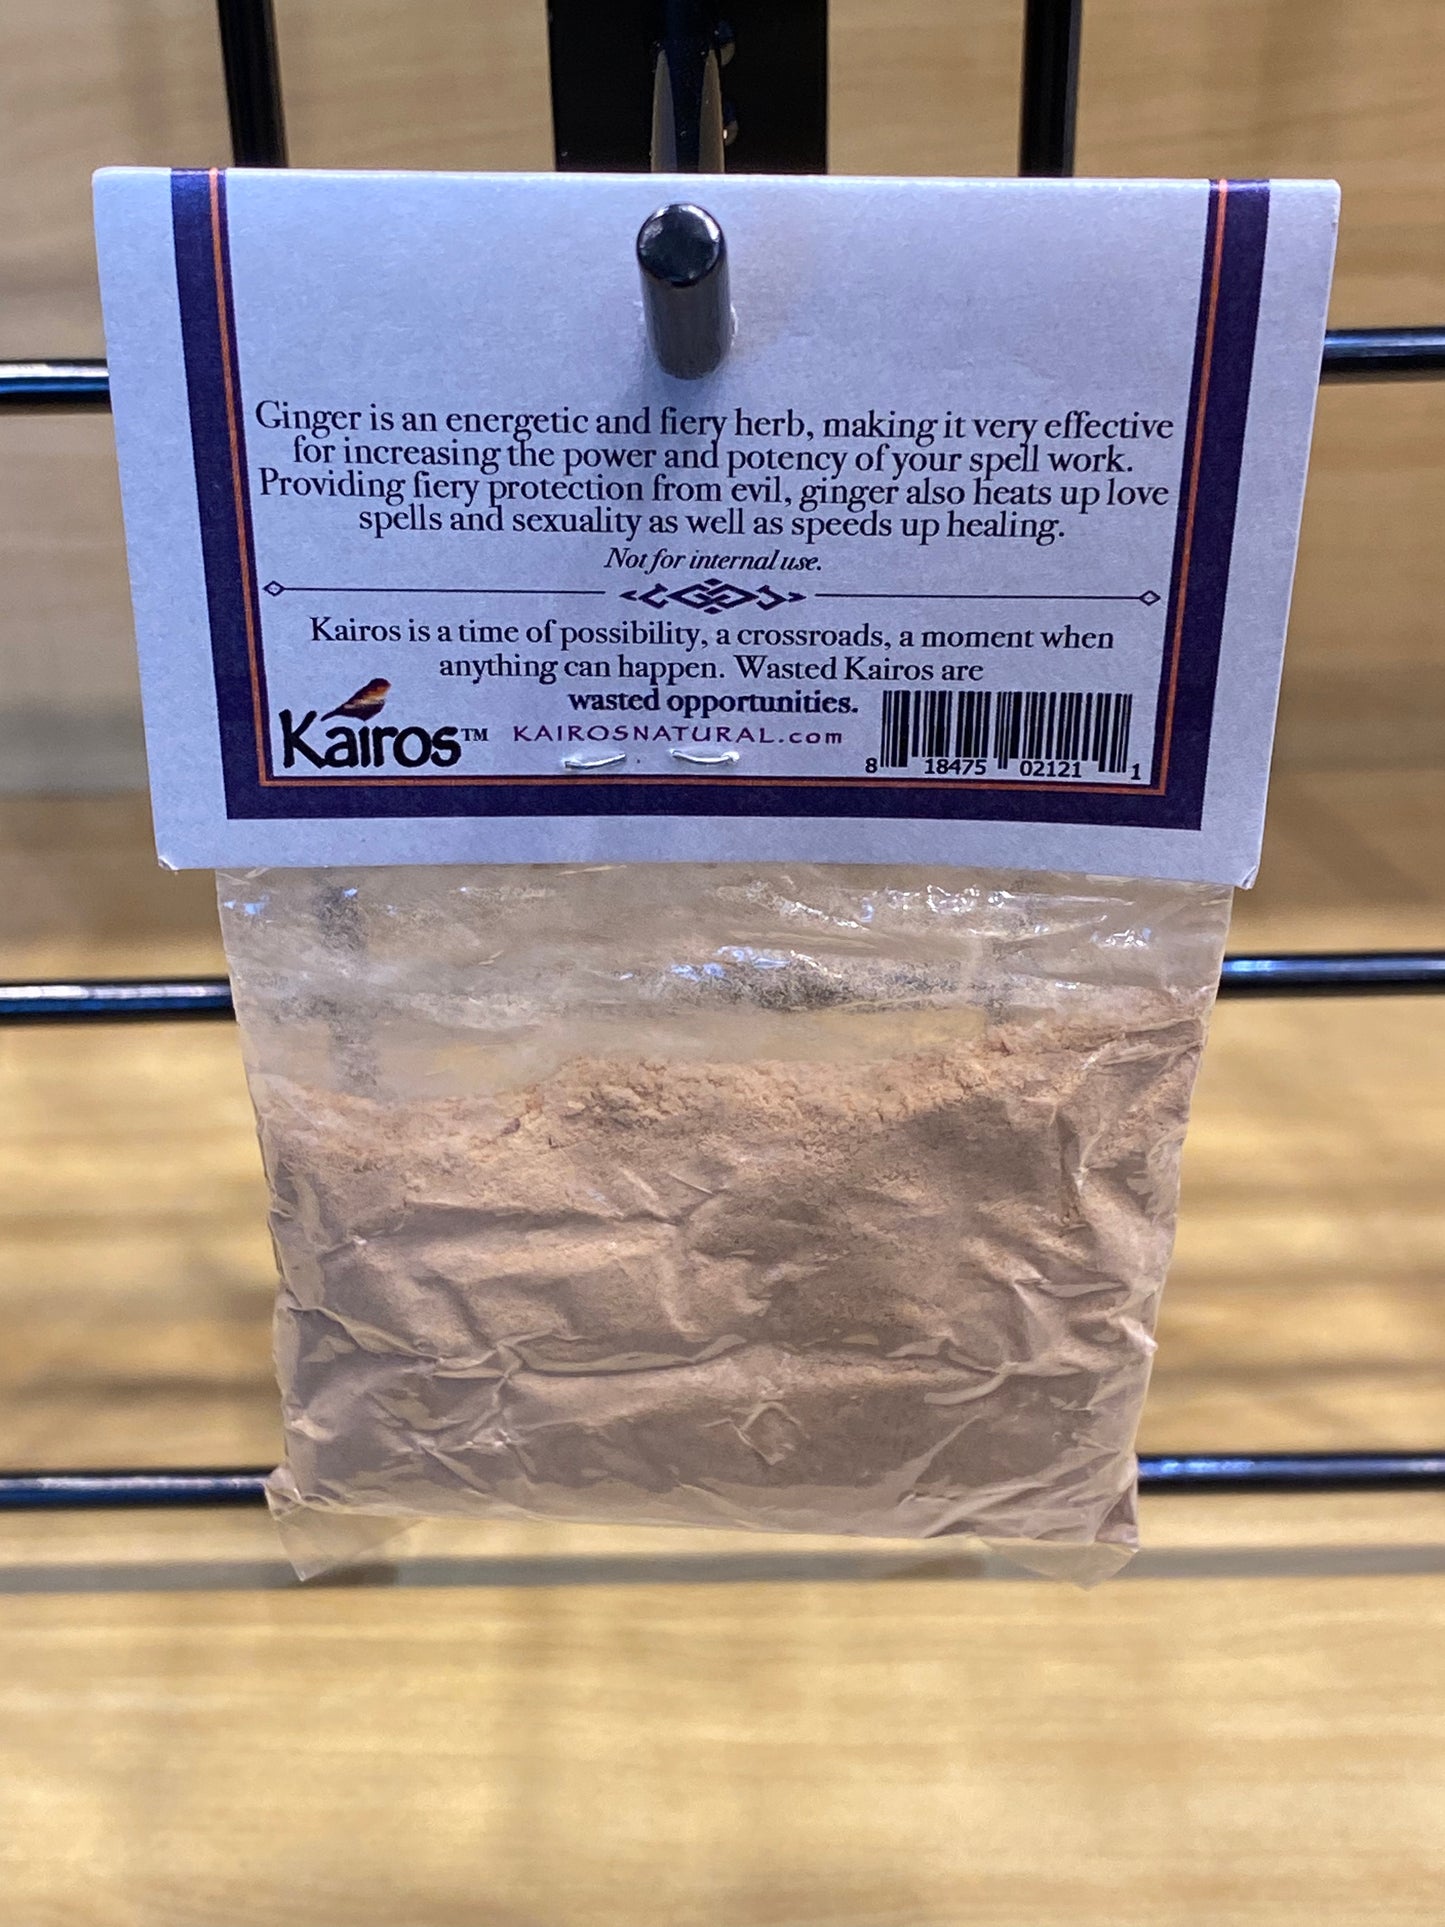 Ginger is an energetic and fiery herb, making it very effective
for increasing the power and potency of your spell work.
Providing fiery protection from evil, ginger also heats up love
spells and sexuality as well as speeds up healing.
Not for internal use.
Kairos is a time of possibility, a crossroads, a moment when
anything can happen. Wasted Kairos are
wasted opportunities.
Kairos™ KAIROSNATURAL.com
8 18475 02121 1